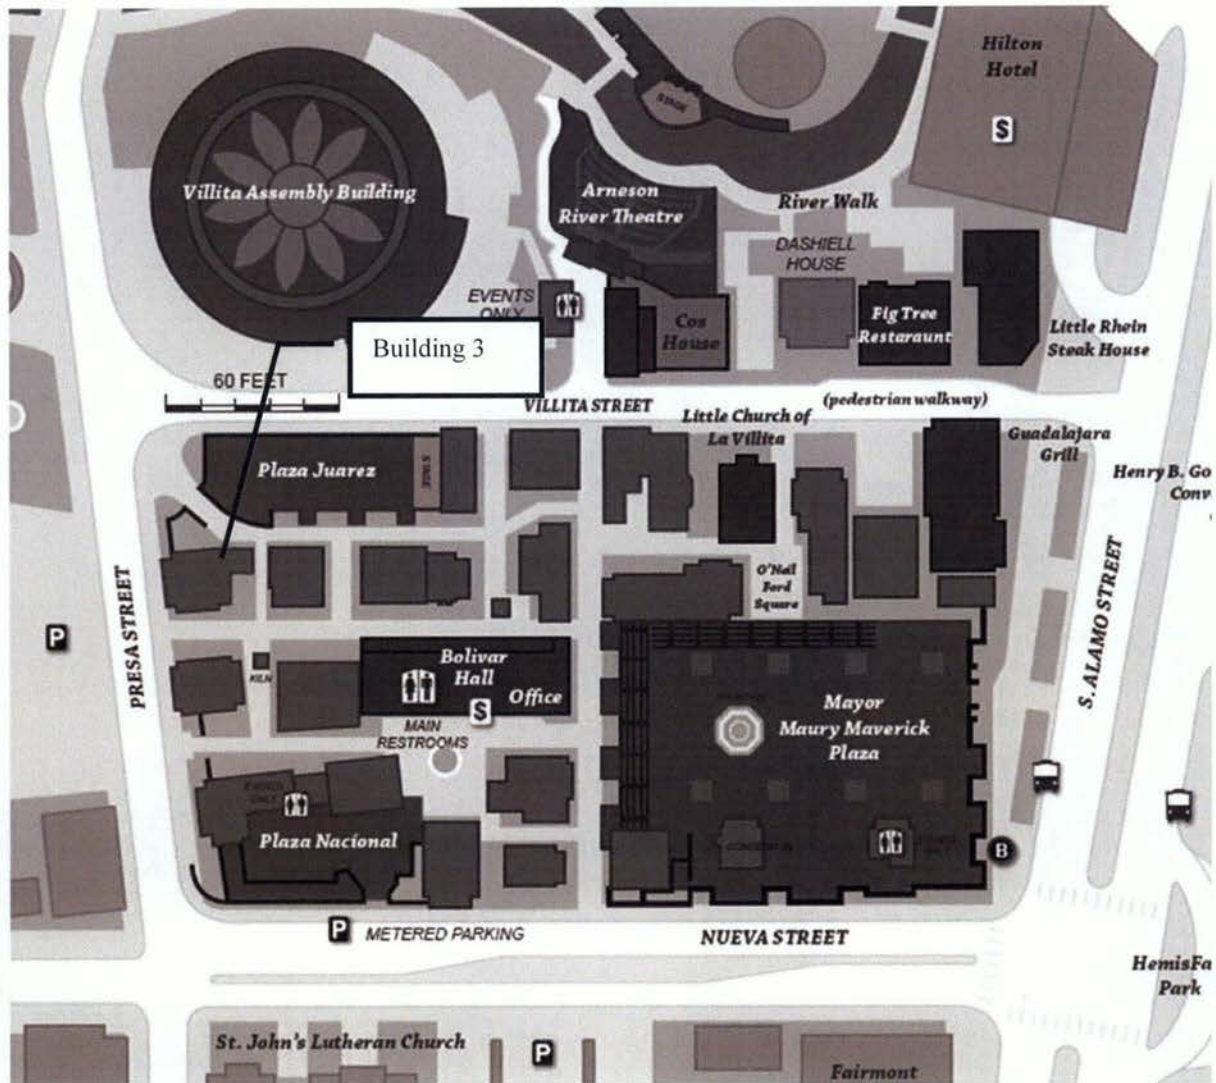 Hilton
Hotel
$
STAGE
Villita Assembly Building
Arneson
River Theatre
River Walk
DASHIELL
HOUSE
EVENTS
ONLY
Cos
House
Fig Tree
Restaraunt
Little Rhein
Steak House
Building 3
60 FEET
VILLITA STREET
(pedestrian walkway)
Little Church of
La Villita
Guadalajara
Grill
Plaza Juarez
STAGE
Henry B. Go
Conv
O'Neil
Ford
Square
PRESA STREET
S. ALAMO STREET
P
Bolivar
Hall
Office
$
KILN
MAIN
RESTROOMS
Mayor
Maury Maverick
Plaza
EVENTS
ONLY
Plaza Nacional
B
P METERED PARKING
NUEVA STREET
HemisFa
Park
St. John's Lutheran Church
P
Fairmont